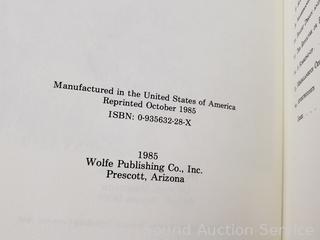 Manufactured in the United States of America
Reprinted October 1985
ISBN: 0-935632-28-X
1985
Wolfe Publishing Co., Inc.
Prescott, Arizona
Sound Auction Service